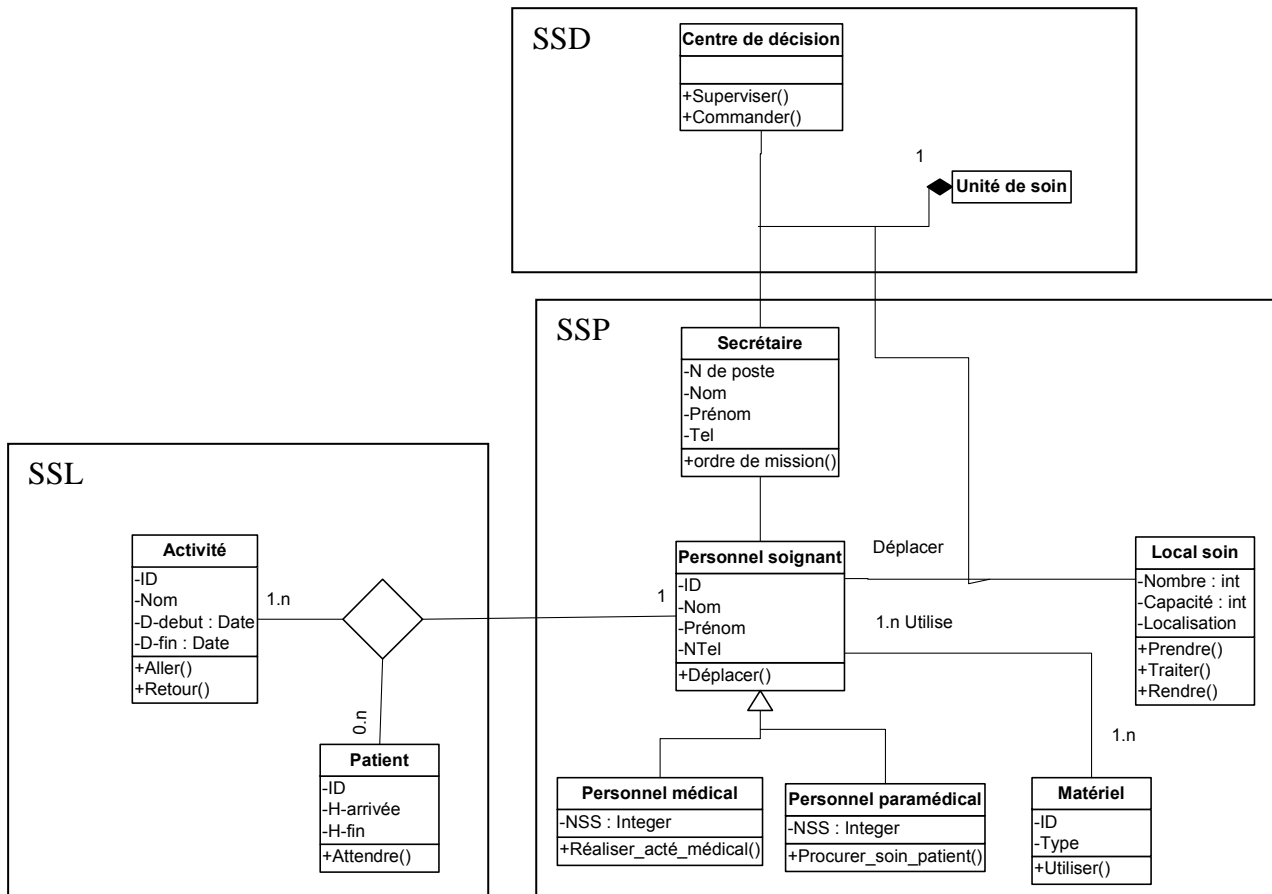 SSD
Centre de décision
+Superviser()
+Commander()
1
Unité de soin
SSP
Secrétaire
-N de poste
-Nom
-Prénom
-Tel
+ordre de mission()
SSL
Activité
-ID
-Nom
-D-debut : Date
-D-fin : Date
+Aller()
+Retour()
1.n
0.n
Patient
-ID
-H-arrivée
-H-fin
+Attendre()
1
Personnel soignant
-ID
-Nom
-Prénom
-NTel
+Déplacer()
Déplacer
1.n Utilise
Local soin
-Nombre : int
-Capacité : int
-Localisation
+Prendre()
+Traiter()
+Rendre()
1.n
Personnel médical
-NSS : Integer
+Réaliser_acté_médical()
Personnel paramédical
-NSS : Integer
+Procurer_soin_patient()
Matériel
-ID
-Type
+Utiliser()